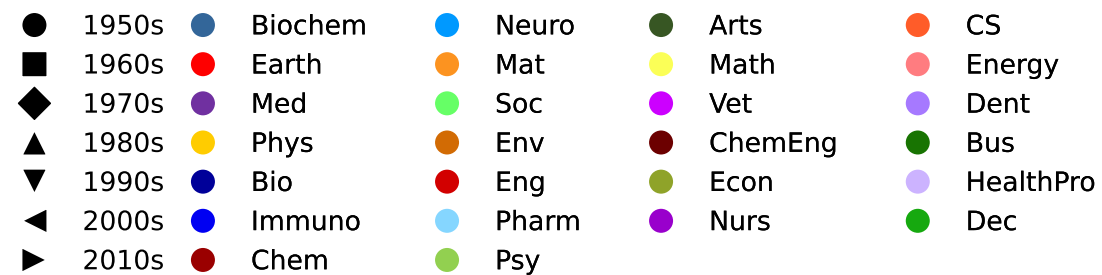 1950s Biochem Neuro Arts CS
1960s Earth Mat Math Energy
1970s Med Soc Vet Dent
1980s Phys Env ChemEng Bus
1990s Bio Eng Econ HealthPro
2000s Immuno Pharm Nurs Dec
2010s Chem Psy